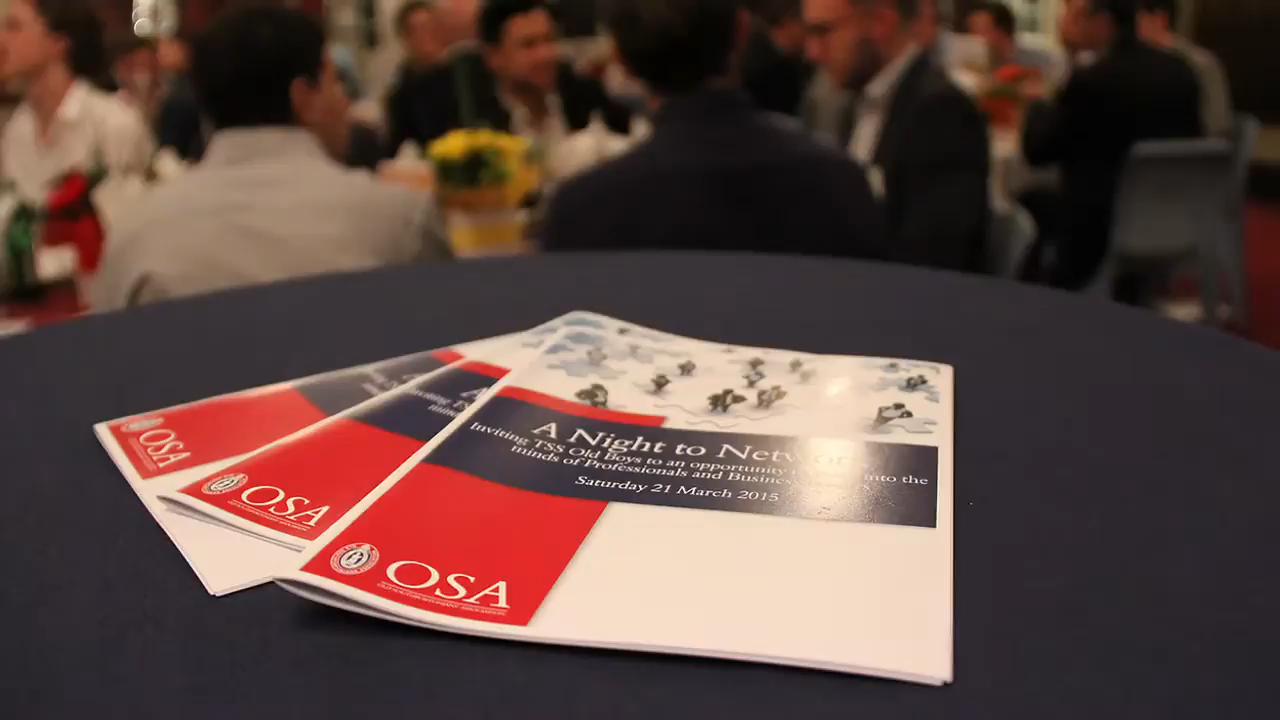 A Night to Network
Inviting TSS Old Boys to an opportunity into the
minds of Professionals and Business
Saturday 21 March 2015
OSA
OSA
OSA